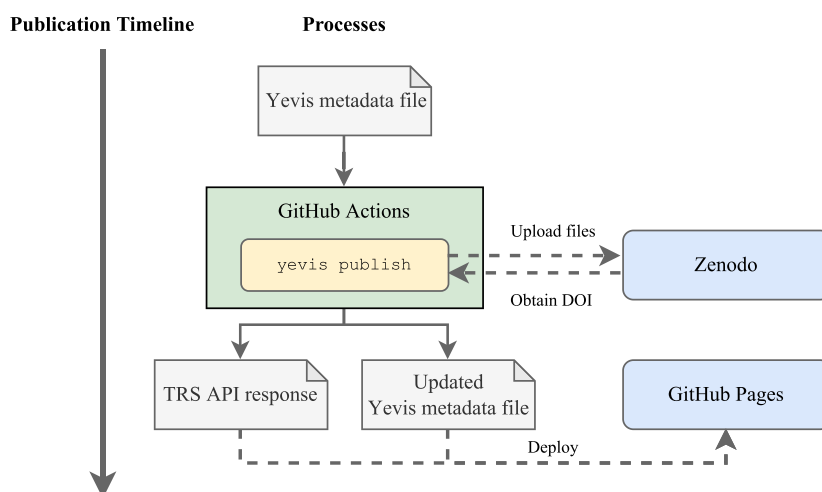 Publication Timeline
Processes
Yevis metadata file
GitHub Actions
yevis publish
Upload files
Obtain DOI
Zenodo
TRS API response
Updated
Yevis metadata file
GitHub Pages
Deploy